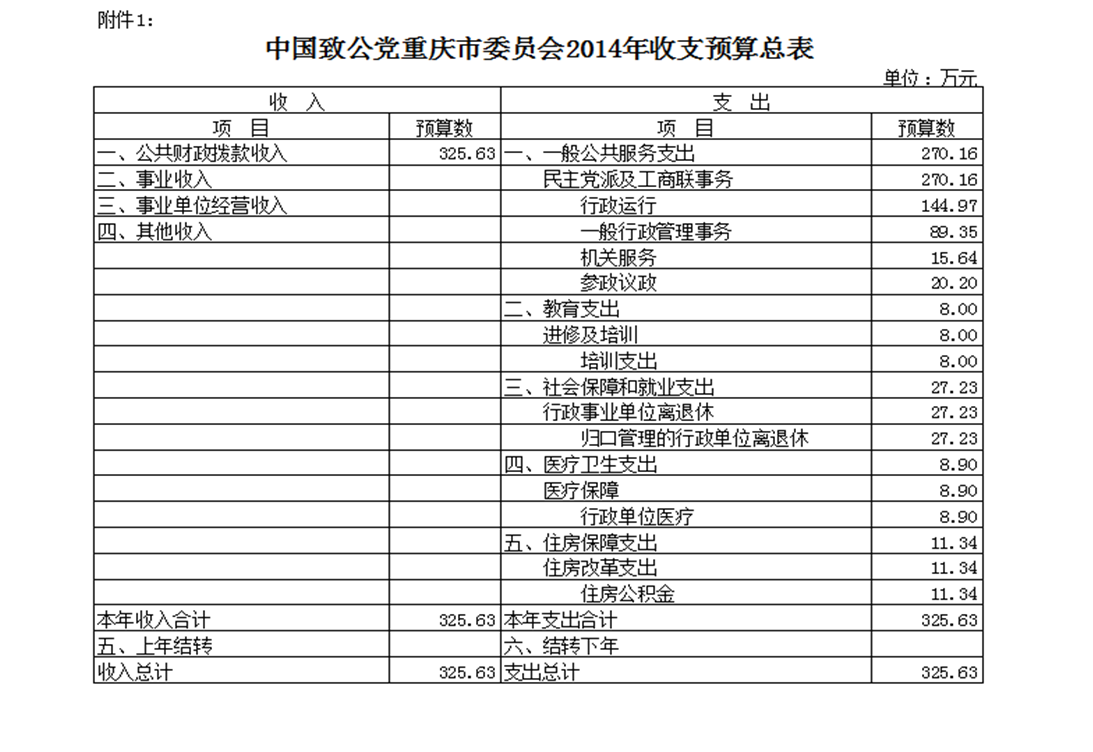 附件1：
中国致公党重庆市委员会2014年收支预算总表
单位：万元
收 入 支 出
项 目 预算数 项 目 预算数
一、公共财政拨款收入 325.63 一、一般公共服务支出 270.16
二、事业收入 民主党派及工商联事务 270.16
三、事业单位经营收入 行政运行 144.97
四、其他收入 一般行政管理事务 89.35
机关服务 15.64
参政议政 20.20
二、教育支出 8.00
进修及培训 8.00
培训支出 8.00
三、社会保障和就业支出 27.23
行政事业单位离退休 27.23
归口管理的行政单位离退休 27.23
四、医疗卫生支出 8.90
医疗保障 8.90
行政单位医疗 8.90
五、住房保障支出 11.34
住房改革支出 11.34
住房公积金 11.34
本年收入合计 325.63 本年支出合计 325.63
五、上年结转 六、结转下年
收入总计 325.63 支出总计 325.63